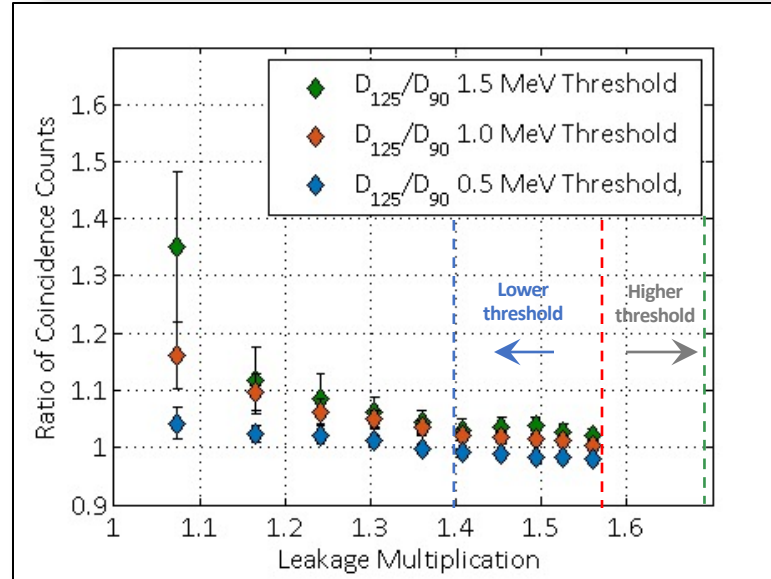 D125/D90 1.5 MeV Threshold
D125/D90 1.0 MeV Threshold
D125/D90 0.5 MeV Threshold,
Ratio of Coincidence Counts
1.6
1.5
1.4
1.3
1.2
1.1
1
0.9
Lower
threshold
Higher
threshold
1 1.1 1.2 1.3 1.4 1.5 1.6
Leakage Multiplication